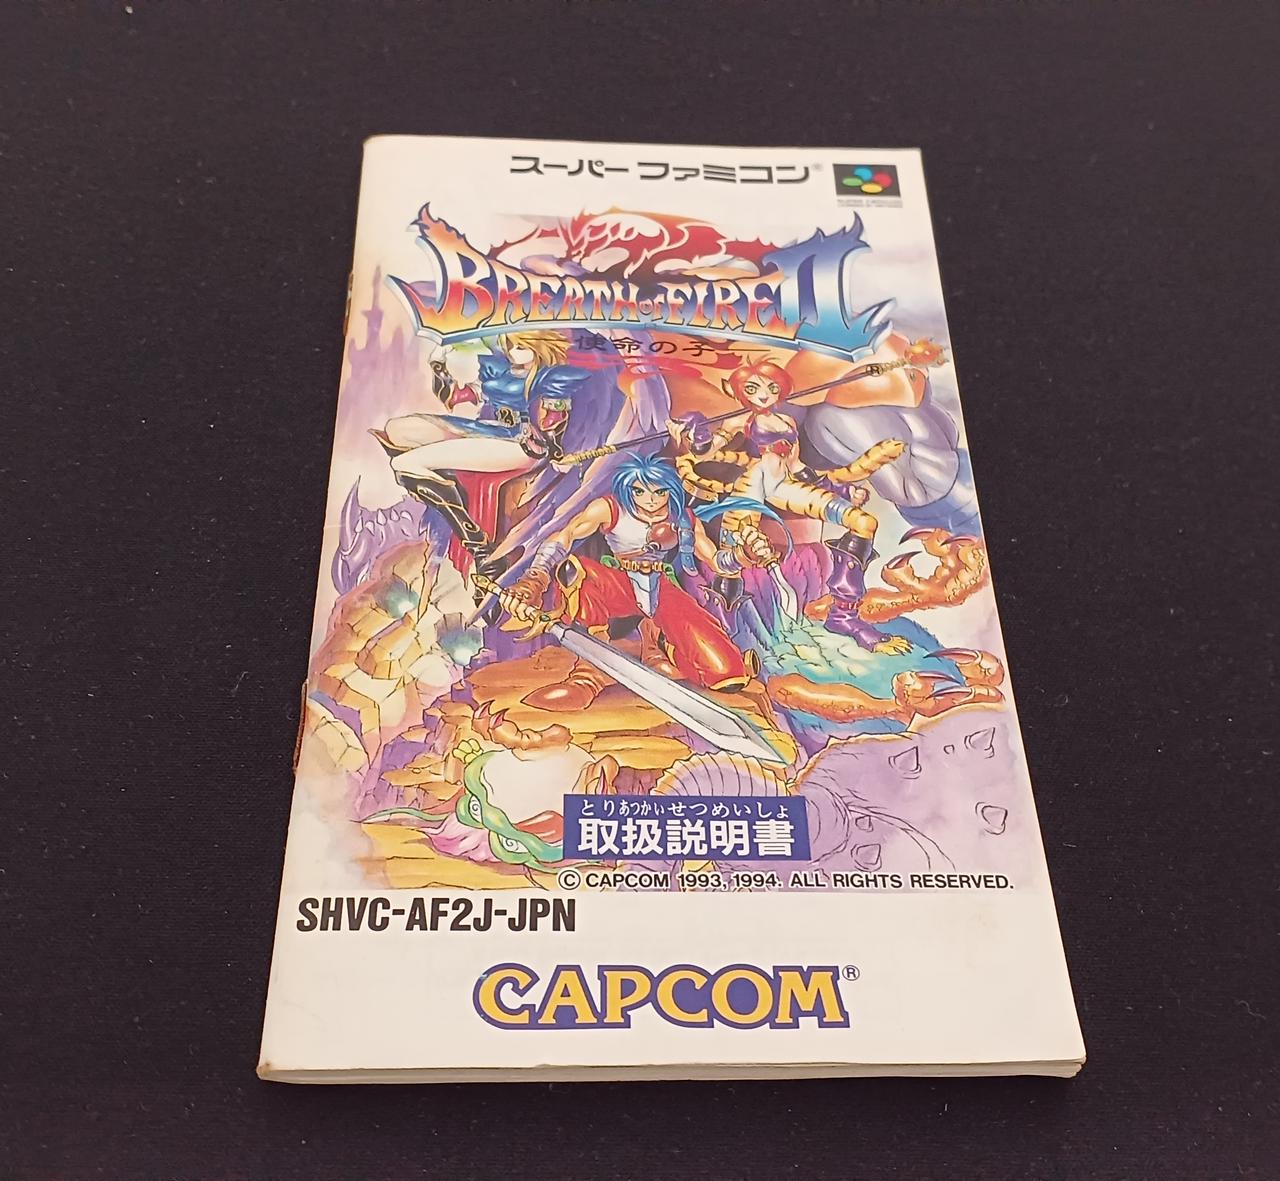 スーパーファミコン®
BREATH of FIRE II
使命の子
とりあつかいせつめいしょ
取扱説明書
© CAPCOM 1993, 1994. ALL RIGHTS RESERVED.
SHVC-AF2J-JPN
CAPCOM®